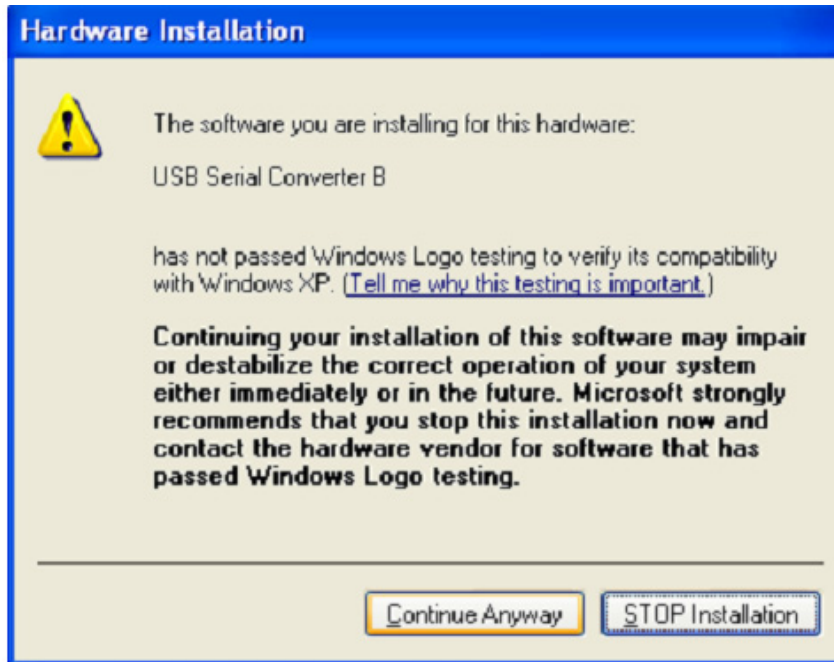 Hardware Installation
The software you are installing for this hardware:
USB Serial Converter B
has not passed Windows Logo testing to verify its compatibility
with Windows XP. (Tell me why this testing is important.)
Continuing your installation of this software may impair
or destabilize the correct operation of your system
either immediately or in the future. Microsoft strongly
recommends that you stop this installation now and
contact the hardware vendor for software that has
passed Windows Logo testing.
Continue Anyway
STOP Installation